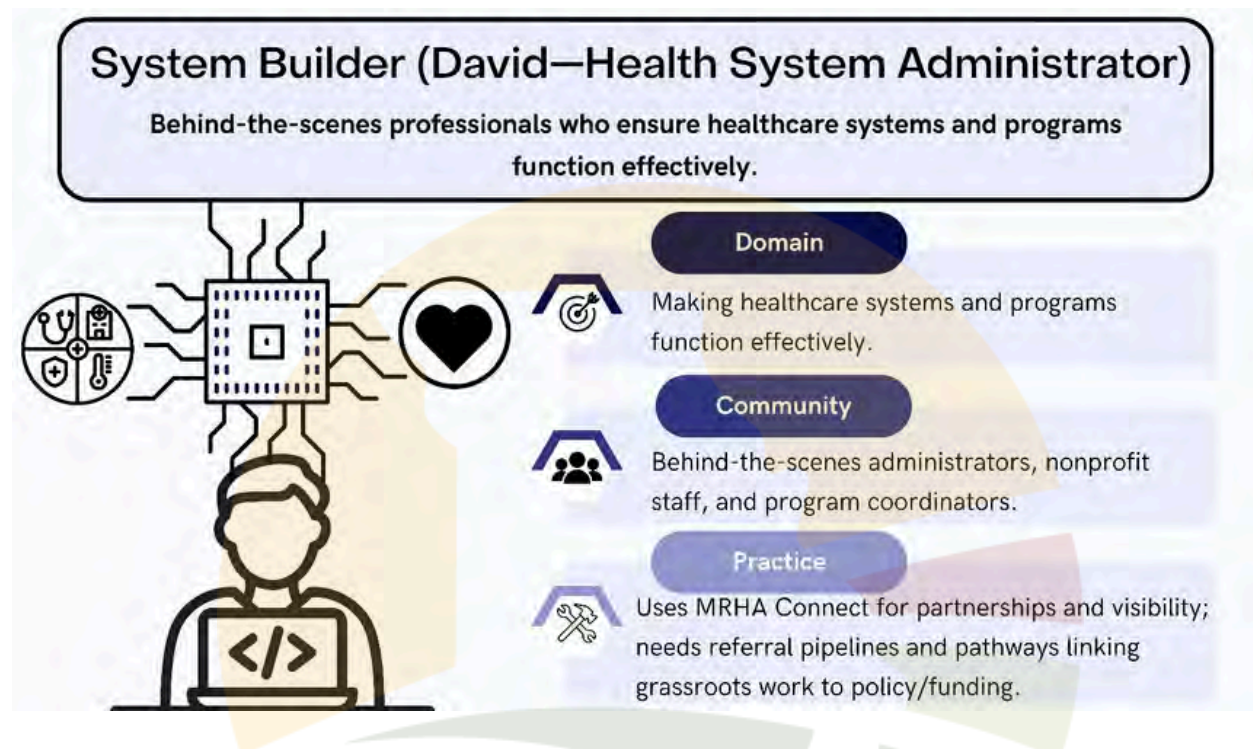 System Builder (David—Health System Administrator)
Behind-the-scenes professionals who ensure healthcare systems and programs
function effectively.
Domain
Making healthcare systems and programs
function effectively.
Community
Behind-the-scenes administrators, nonprofit
staff, and program coordinators.
Practice
Uses MRHA Connect for partnerships and visibility;
needs referral pipelines and pathways linking
grassroots work to policy/funding.
</>